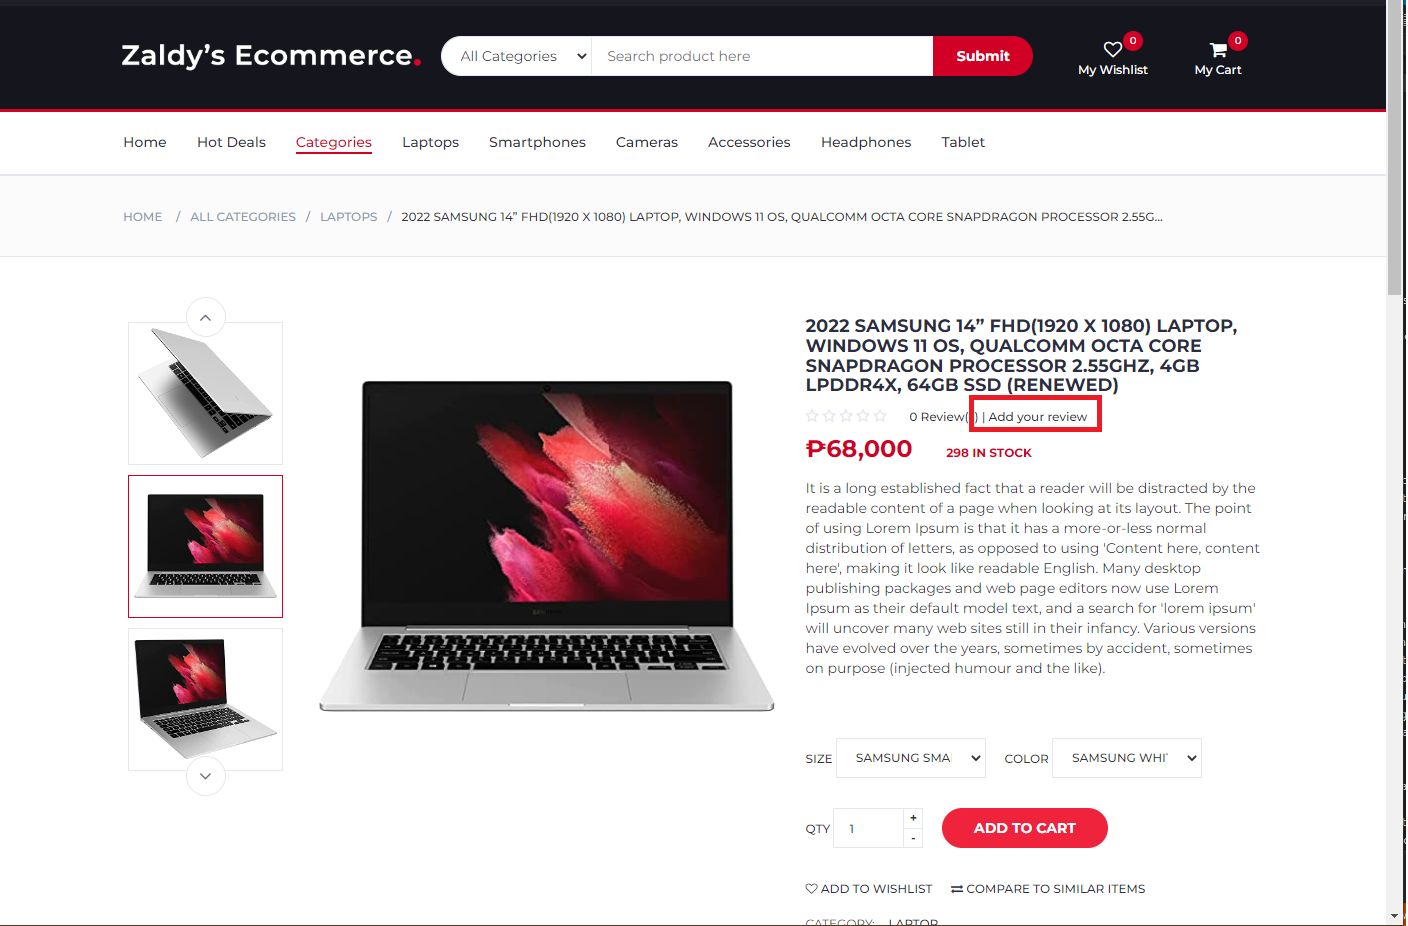 Zaldy's Ecommerce.
All Categories
Search product here
Submit
0
My Wishlist
0
My Cart
Home Hot Deals Categories Laptops Smartphones Cameras Accessories Headphones Tablet
HOME / ALL CATEGORIES / LAPTOPS / 2022 SAMSUNG 14” FHD(1920 X 1080) LAPTOP, WINDOWS 11 OS, QUALCOMM OCTA CORE SNAPDRAGON PROCESSOR 2.55G...
2022 SAMSUNG 14” FHD(1920 X 1080) LAPTOP,
WINDOWS 11 OS, QUALCOMM OCTA CORE
SNAPDRAGON PROCESSOR 2.55GHZ, 4GB
LPDDR4X, 64GB SSD (RENEWED)
0 Review( ) | Add your review
₱68,000 298 IN STOCK
It is a long established fact that a reader will be distracted by the
readable content of a page when looking at its layout. The point
of using Lorem Ipsum is that it has a more-or-less normal
distribution of letters, as opposed to using 'Content here, content
here', making it look like readable English. Many desktop
publishing packages and web page editors now use Lorem
Ipsum as their default model text, and a search for 'lorem ipsum'
will uncover many web sites still in their infancy. Various versions
have evolved over the years, sometimes by accident, sometimes
on purpose (injected humour and the like).
SIZE SAMSUNG SMA COLOR SAMSUNG WHI
QTY 1 + - ADD TO CART
ADD TO WISHLIST COMPARE TO SIMILAR ITEMS
CATEGORY: LAPTOP